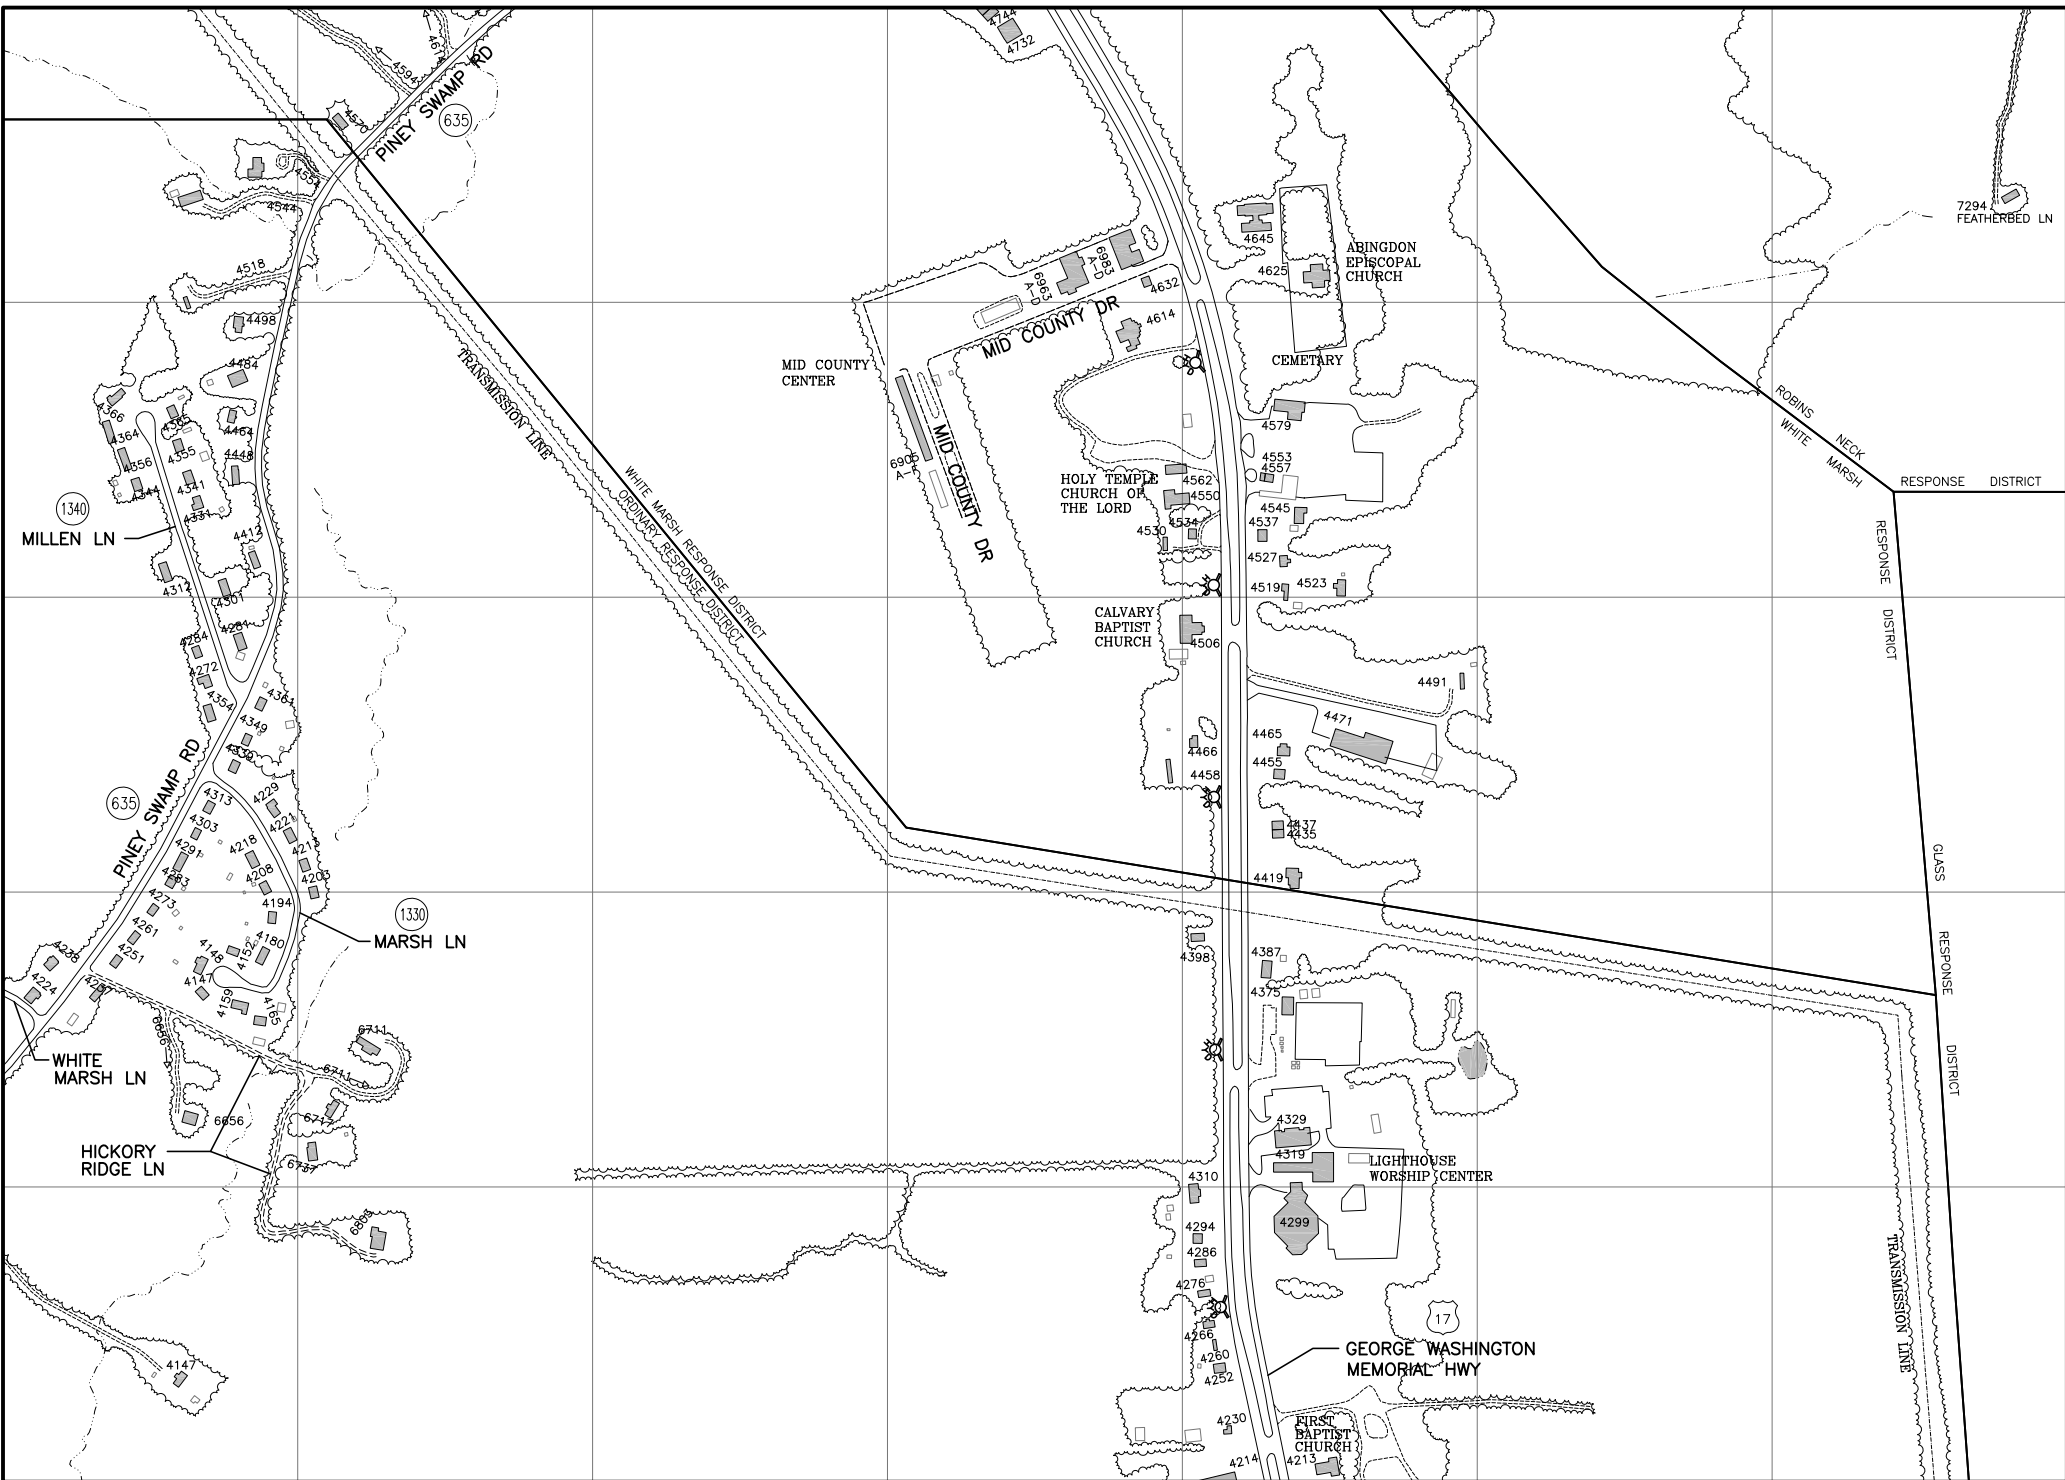 4744
4732
4614
4594
PINEY SWAMP RD
635
4570
4554
4544
7294
FEATHERBED LN
4645
ABINGDON
EPISCOPAL
CHURCH
4625
6983
A-D
6963
A-D
4632
4614
MID COUNTY DR
CEMETARY
4518
4498
4484
TRANSMISSION LINE
MID COUNTY
CENTER
4366
4365
4364
4464
4355
4356
4448
4344
4341
4331
1340
MILLEN LN
4412
4312
4301
4281
4284
4272
4354
4361
4349
4339
6905
A-F
MID COUNTY DR
4579
4553
4557
HOLY TEMPLE
CHURCH OF
THE LORD
4562
4550
4545
4534
4537
4530
4527
4519
4523
ROBINS NECK
WHITE MARSH
RESPONSE DISTRICT
RESPONSE DISTRICT
WHITE MARSH RESPONSE DISTRICT
ORDINARY RESPONSE DISTRICT
CALVARY
BAPTIST
CHURCH
4506
4491
4471
4465
4466
4455
4458
4437
4435
4419
GLASS RESPONSE DISTRICT
PINEY SWAMP RD
635
4313
4229
4303
4221
4291
4218
4213
4283
4208
4203
4273
4194
4261
4251
4148
4152
4180
4147
4159
4165
1330
MARSH LN
4238
4224
4237
WHITE
MARSH LN
6656
6711
6711
6656
6717
6737
HICKORY
RIDGE LN
6809
4147
4398
4387
4375
4329
4319
LIGHTHOUSE
WORSHIP CENTER
4310
4299
4294
4286
4276
4266
4260
4252
17
GEORGE WASHINGTON
MEMORIAL HWY
TRANSMISSION LINE
4230
FIRST
BAPTIST
CHURCH
4214
4213